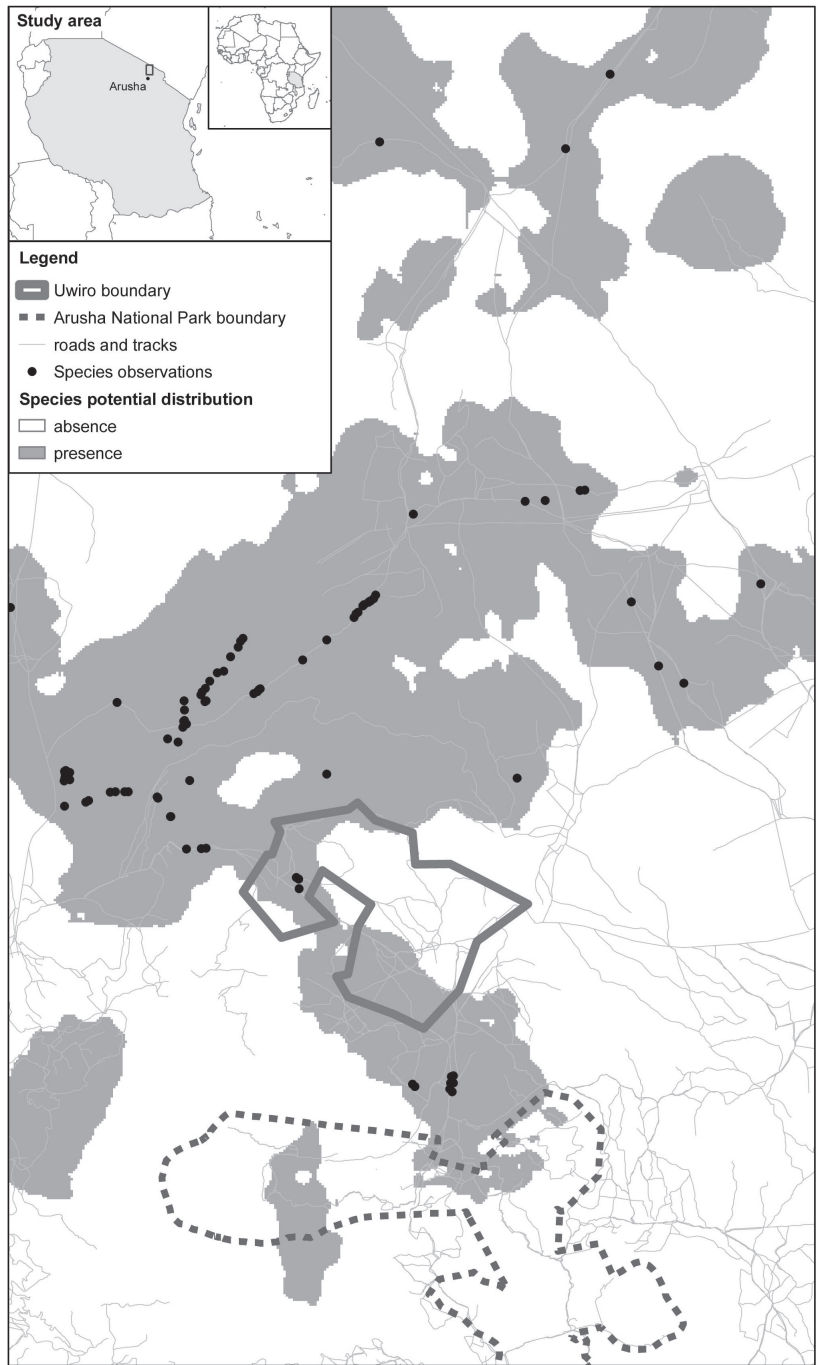 Study area
Arusha
Legend
Uwiro boundary
Arusha National Park boundary
roads and tracks
Species observations
Species potential distribution
absence
presence